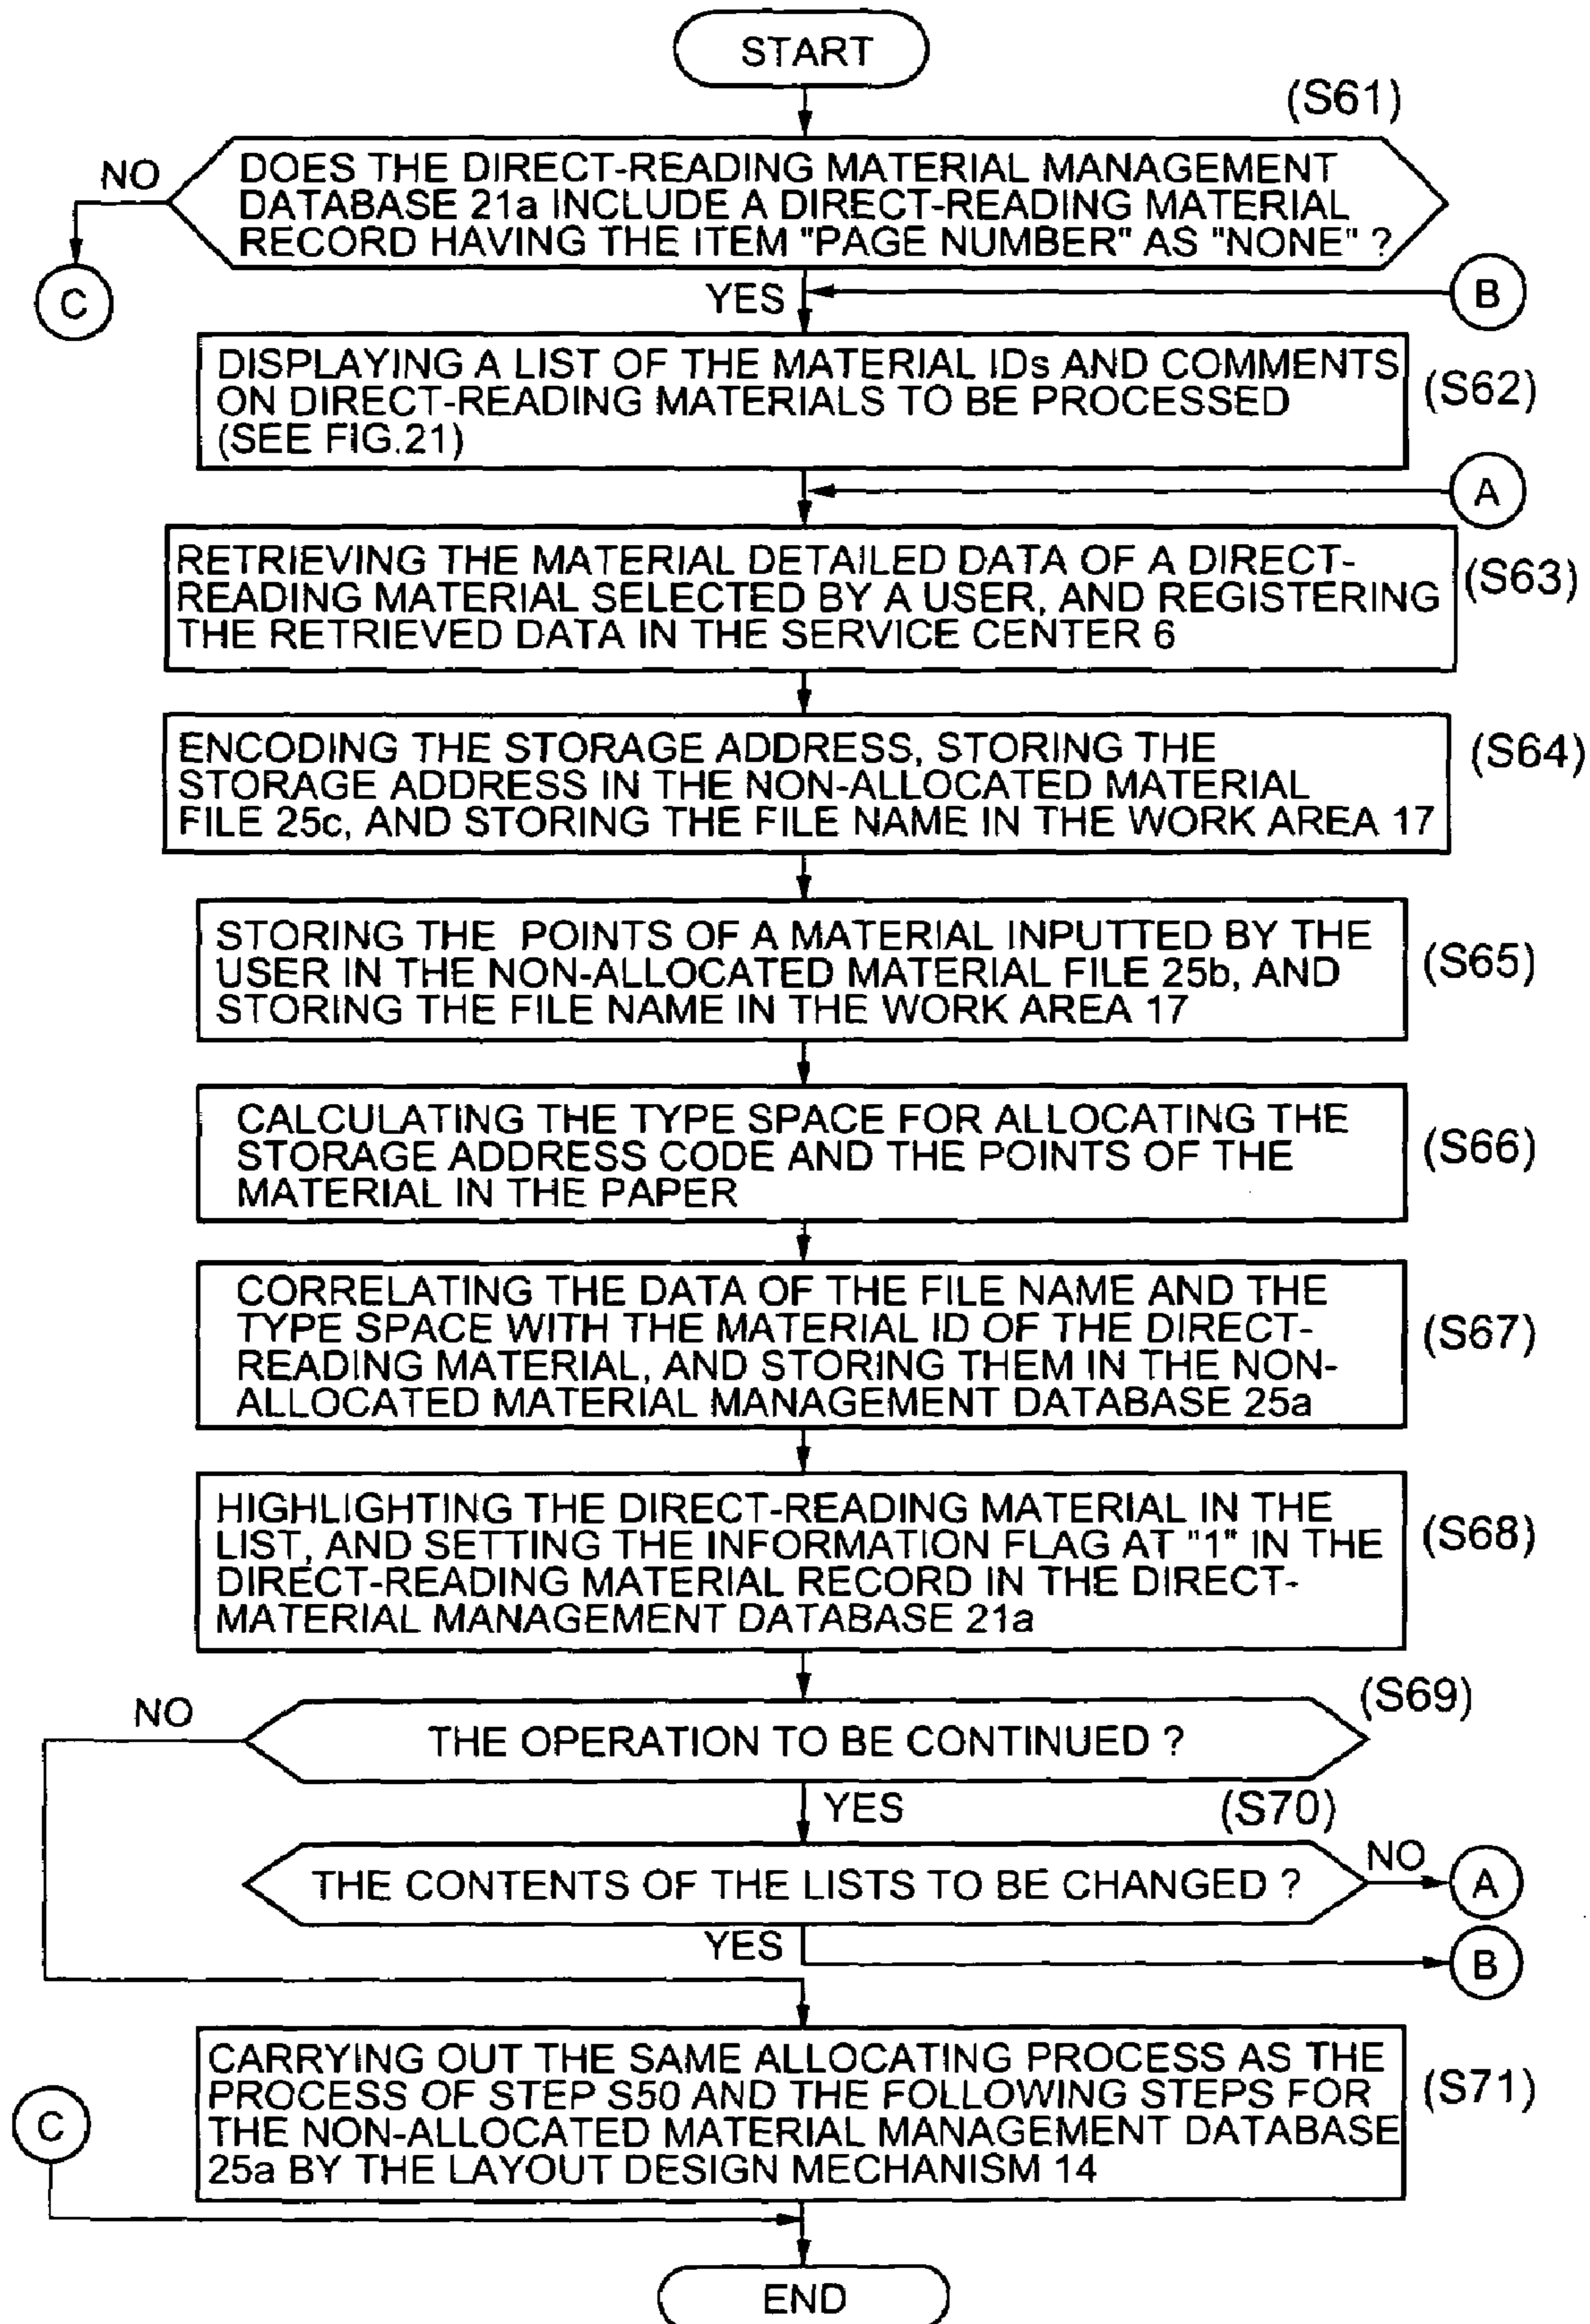 START
(S61)
NO
DOES THE DIRECT-READING MATERIAL MANAGEMENT
DATABASE 21a INCLUDE A DIRECT-READING MATERIAL
RECORD HAVING THE ITEM "PAGE NUMBER" AS "NONE" ?
C
YES
B
DISPLAYING A LIST OF THE MATERIAL IDs AND COMMENTS
ON DIRECT-READING MATERIALS TO BE PROCESSED
(SEE FIG.21)
(S62)
A
RETRIEVING THE MATERIAL DETAILED DATA OF A DIRECT-
READING MATERIAL SELECTED BY A USER, AND REGISTERING
THE RETRIEVED DATA IN THE SERVICE CENTER 6
(S63)
ENCODING THE STORAGE ADDRESS, STORING THE
STORAGE ADDRESS IN THE NON-ALLOCATED MATERIAL
FILE 25c, AND STORING THE FILE NAME IN THE WORK AREA 17
(S64)
STORING THE POINTS OF A MATERIAL INPUTTED BY THE
USER IN THE NON-ALLOCATED MATERIAL FILE 25b, AND
STORING THE FILE NAME IN THE WORK AREA 17
(S65)
CALCULATING THE TYPE SPACE FOR ALLOCATING THE
STORAGE ADDRESS CODE AND THE POINTS OF THE
MATERIAL IN THE PAPER
(S66)
CORRELATING THE DATA OF THE FILE NAME AND THE
TYPE SPACE WITH THE MATERIAL ID OF THE DIRECT-
READING MATERIAL, AND STORING THEM IN THE NON-
ALLOCATED MATERIAL MANAGEMENT DATABASE 25a
(S67)
HIGHLIGHTING THE DIRECT-READING MATERIAL IN THE
LIST, AND SETTING THE INFORMATION FLAG AT "1" IN THE
DIRECT-READING MATERIAL RECORD IN THE DIRECT-
MATERIAL MANAGEMENT DATABASE 21a
(S68)
(S69)
NO
THE OPERATION TO BE CONTINUED ?
YES
(S70)
THE CONTENTS OF THE LISTS TO BE CHANGED ?
NO
A
YES
B
CARRYING OUT THE SAME ALLOCATING PROCESS AS THE
PROCESS OF STEP S50 AND THE FOLLOWING STEPS FOR
THE NON-ALLOCATED MATERIAL MANAGEMENT DATABASE
25a BY THE LAYOUT DESIGN MECHANISM 14
(S71)
C
END